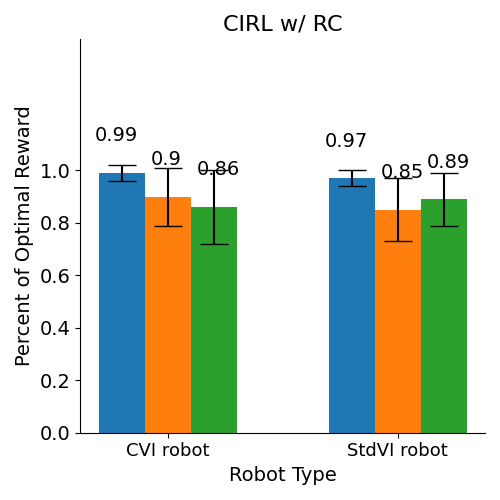 CIRL w/ RC
Percent of Optimal Reward
1.0
0.8
0.6
0.4
0.2
0.0
0.99
0.9
0.86
0.97
0.85
0.89
CVI robot
StdVI robot
Robot Type